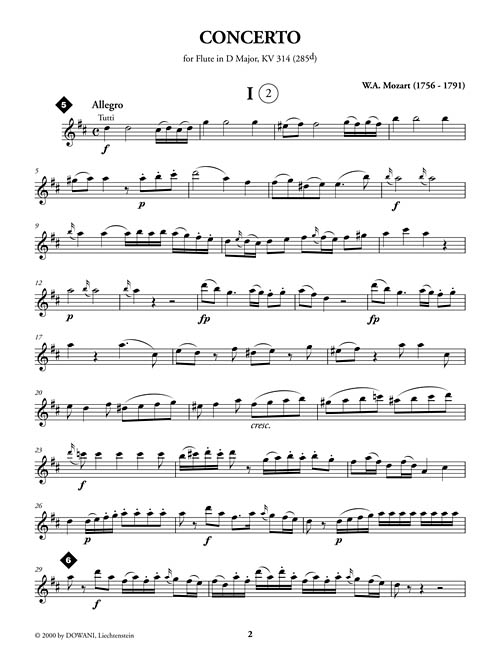 CONCERTO
for Flute in D Major, KV 314 (285d)
I 2
W.A. Mozart (1756 - 1791)
5 Allegro
Tutti
f
5
p f
9
12
p fp fp
17
20
cresc.
23
f
26
p f p
6
29
f
© 2000 by DOWANI, Liechtenstein
2